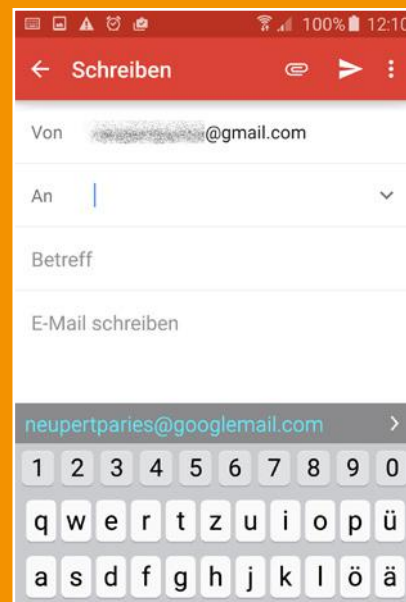 100% 12:10
Schreiben
Von @gmail.com
An
Betreff
E-Mail schreiben
neupertparies@googlemail.com
1 2 3 4 5 6 7 8 9 0
q w e r t z u i o p ü
a s d f g h j k l ö ä